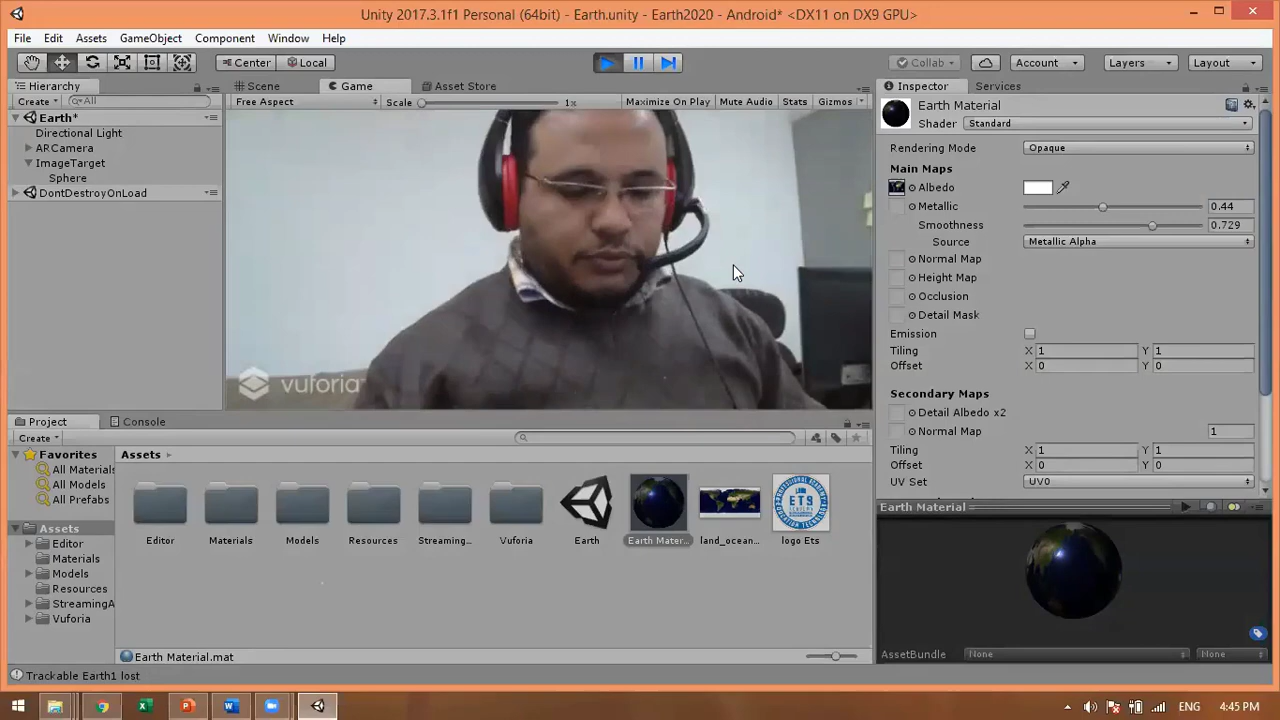 Unity 2017.3.1f1 Personal (64bit) - Earth.unity - Earth2020 - Android* <DX11 on DX9 GPU>
File Edit Assets GameObject Component Window Help
Center Local Collab Account Layers Layout
Hierarchy
Create All
Earth*
Directional Light
ARCamera
ImageTarget
Sphere
DontDestroyOnLoad
Scene Game Asset Store
Free Aspect Scale 1x Maximize On Play Mute Audio Stats Gizmos
vuforia
Inspector Services
Earth Material
Shader Standard
Rendering Mode Opaque
Main Maps
Albedo
Metallic 0.44
Smoothness 0.729
Source Metallic Alpha
Normal Map
Height Map
Occlusion
Detail Mask
Emission
Tiling X 1 Y 1
Offset X 0 Y 0
Secondary Maps
Detail Albedo x2
Normal Map 1
Tiling X 1 Y 1
Offset X 0 Y 0
UV Set UV0
Earth Material
AssetBundle None None
Project Console
Create
Favorites
All Materials
All Models
All Prefabs
Assets
Editor
Materials
Models
Resources
StreamingA
Vuforia
Assets
Editor Materials Models Resources Streaming... Vuforia Earth Earth Mater... land_ocean... logo Ets
Earth Material.mat
Trackable Earth1 lost
ENG 4:45 PM